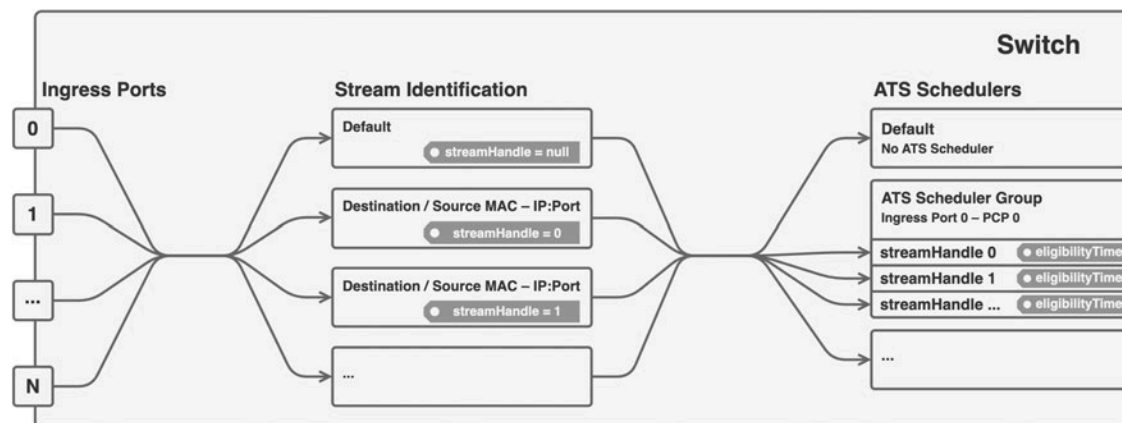 Switch
Ingress Ports
0
1
...
N
Stream Identification
Default
streamHandle = null
Destination / Source MAC – IP:Port
streamHandle = 0
Destination / Source MAC – IP:Port
streamHandle = 1
...
ATS Schedulers
Default
No ATS Scheduler
ATS Scheduler Group
Ingress Port 0 – PCP 0
streamHandle 0 eligibilityTime
streamHandle 1 eligibilityTime
streamHandle ... eligibilityTime
...